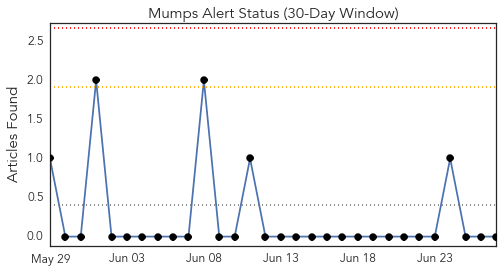 Mumps Alert Status (30-Day Window)
Articles Found
2.5
2.0
1.5
1.0
0.5
0.0
May 29
Jun 03
Jun 08
Jun 13
Jun 18
Jun 23